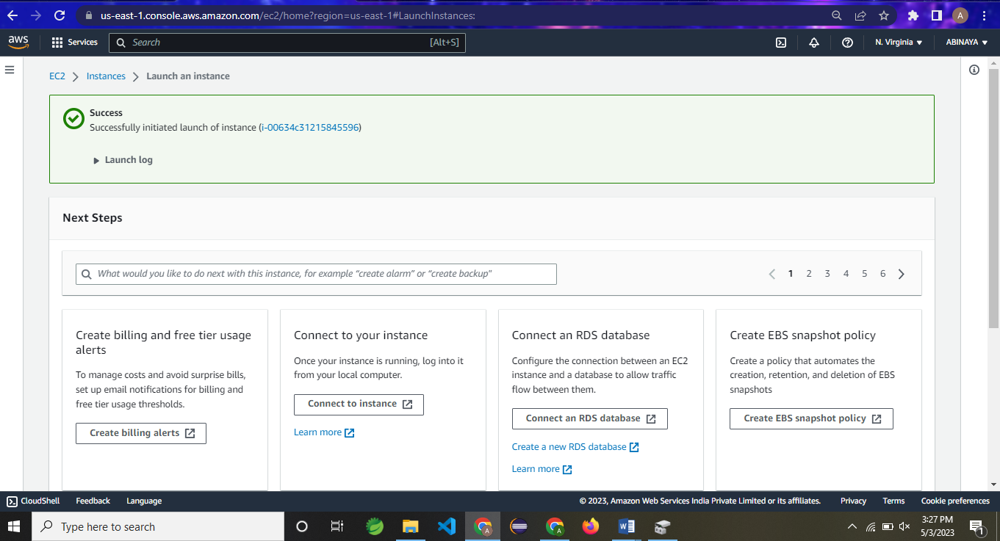 us-east-1.console.aws.amazon.com/ec2/home?region=us-east-1#LaunchInstances:
A
aws
Services
Search
[Alt+S]
N. Virginia
ABINAYA
EC2
Instances
Launch an instance
Success
Successfully initiated launch of instance (i-00634c31215845596)
Launch log
Next Steps
What would you like to do next with this instance, for example “create alarm” or “create backup”
1 2 3 4 5 6
Create billing and free tier usage
alerts
To manage costs and avoid surprise bills,
set up email notifications for billing and
free tier usage thresholds.
Create billing alerts
Connect to your instance
Once your instance is running, log into it
from your local computer.
Connect to instance
Learn more
Connect an RDS database
Configure the connection between an EC2
instance and a database to allow traffic
flow between them.
Connect an RDS database
Create a new RDS database
Learn more
Create EBS snapshot policy
Create a policy that automates the
creation, retention, and deletion of EBS
snapshots
Create EBS snapshot policy
CloudShell
Feedback
Language
© 2023, Amazon Web Services India Private Limited or its affiliates.
Privacy
Terms
Cookie preferences
Type here to search
A
A
W
3:27 PM
5/3/2023
1